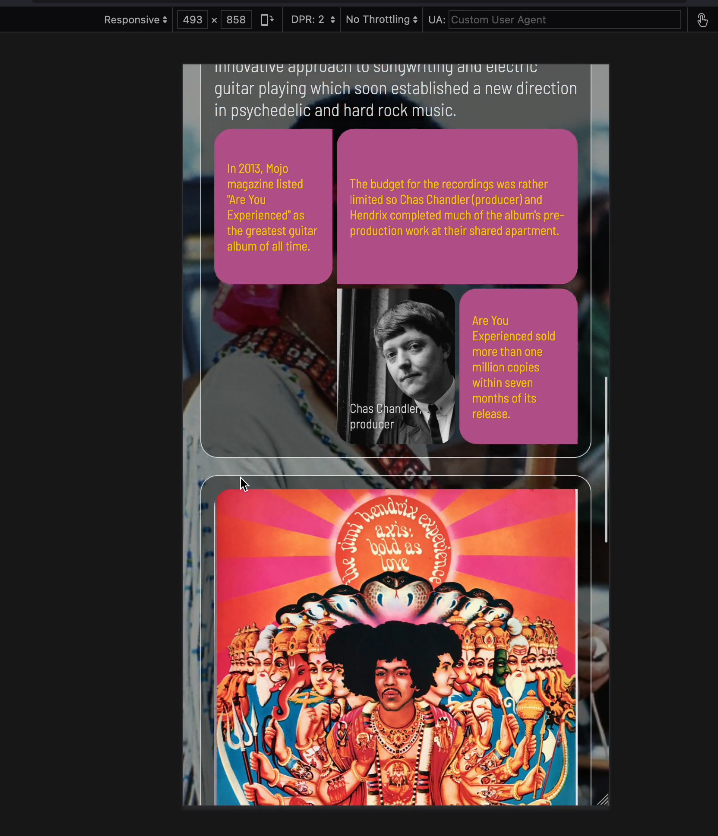 Responsive
493 × 858
DPR: 2
No Throttling
UA:
Custom User Agent
innovative approach to songwriting and electric
guitar playing which soon established a new direction
in psychedelic and hard rock music.
In 2013, Mojo
magazine listed
"Are You
Experienced" as
the greatest guitar
album of all time.
The budget for the recordings was rather
limited so Chas Chandler (producer) and
Hendrix completed much of the album's pre-
production work at their shared apartment.
Chas Chandler,
producer
Are You
Experienced sold
more than one
million copies
within seven
months of its
release.
the jimi hendrix experience
axis:
bold as
love